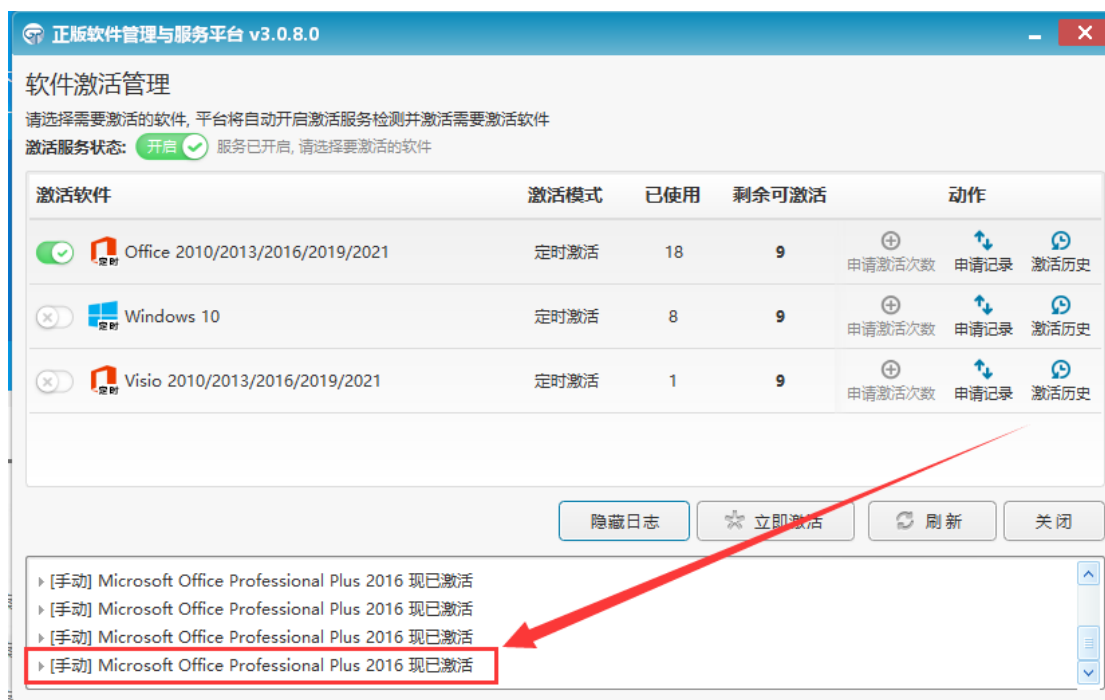 正版软件管理与服务平台 v3.0.8.0
软件激活管理
请选择需要激活的软件, 平台将自动开启激活服务检测并激活需要激活软件
激活服务状态: 开启 服务已开启, 请选择要激活的软件
激活软件 激活模式 已使用 剩余可激活 动作
定时 Office 2010/2013/2016/2019/2021 定时激活 18 9 申请激活次数 申请记录 激活历史
定时 Windows 10 定时激活 8 9 申请激活次数 申请记录 激活历史
定时 Visio 2010/2013/2016/2019/2021 定时激活 1 9 申请激活次数 申请记录 激活历史
隐藏日志 立即激活 刷新 关闭
[手动] Microsoft Office Professional Plus 2016 现已激活
[手动] Microsoft Office Professional Plus 2016 现已激活
[手动] Microsoft Office Professional Plus 2016 现已激活
[手动] Microsoft Office Professional Plus 2016 现已激活